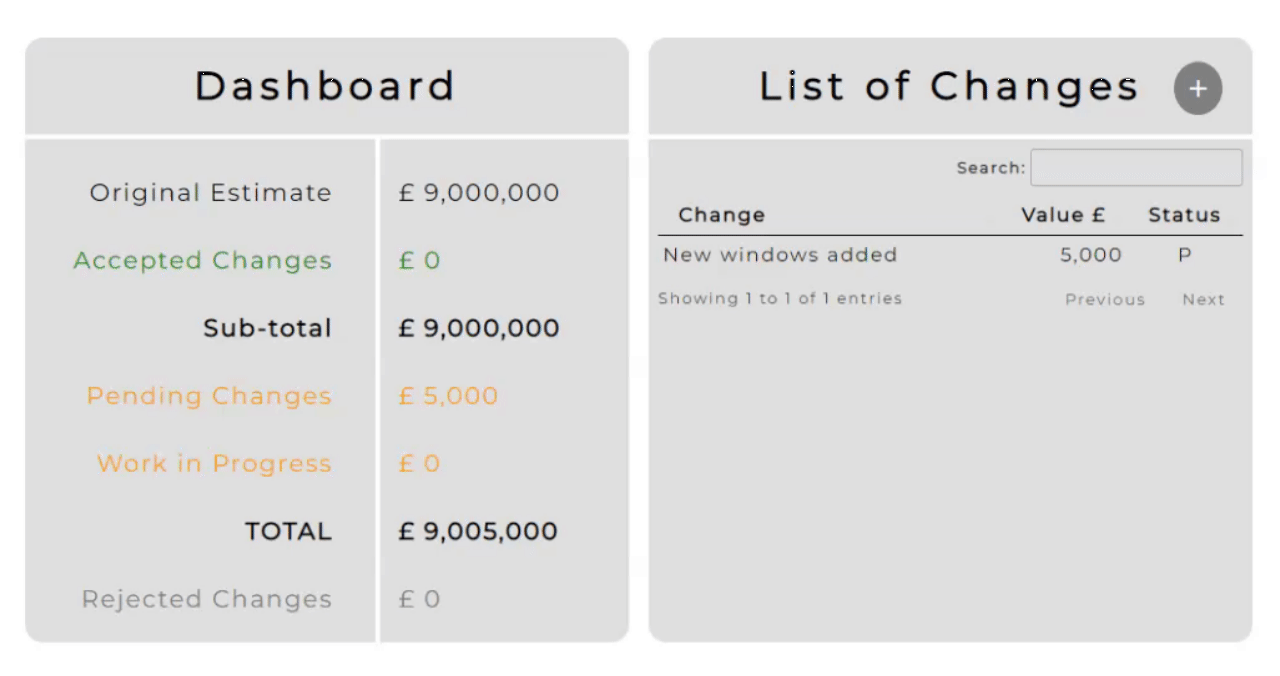 Dashboard
Original Estimate £ 9,000,000
Accepted Changes £ 0
Sub-total £ 9,000,000
Pending Changes £ 5,000
Work in Progress £ 0
TOTAL £ 9,005,000
Rejected Changes £ 0
List of Changes +
Search:
Change Value £ Status
New windows added 5,000 P
Showing 1 to 1 of 1 entries Previous Next